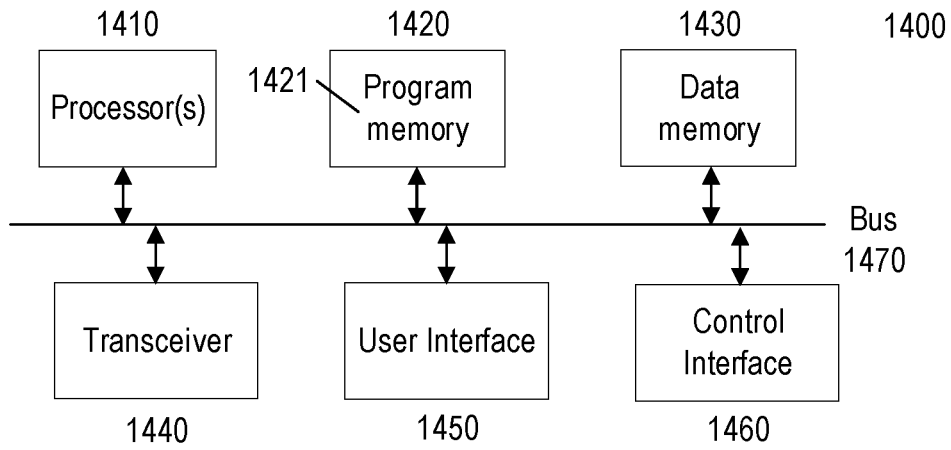 1410
1420
1430
1400
Processor(s)
1421
Program
memory
Data
memory
Bus
1470
Transceiver
User Interface
Control
Interface
1440
1450
1460